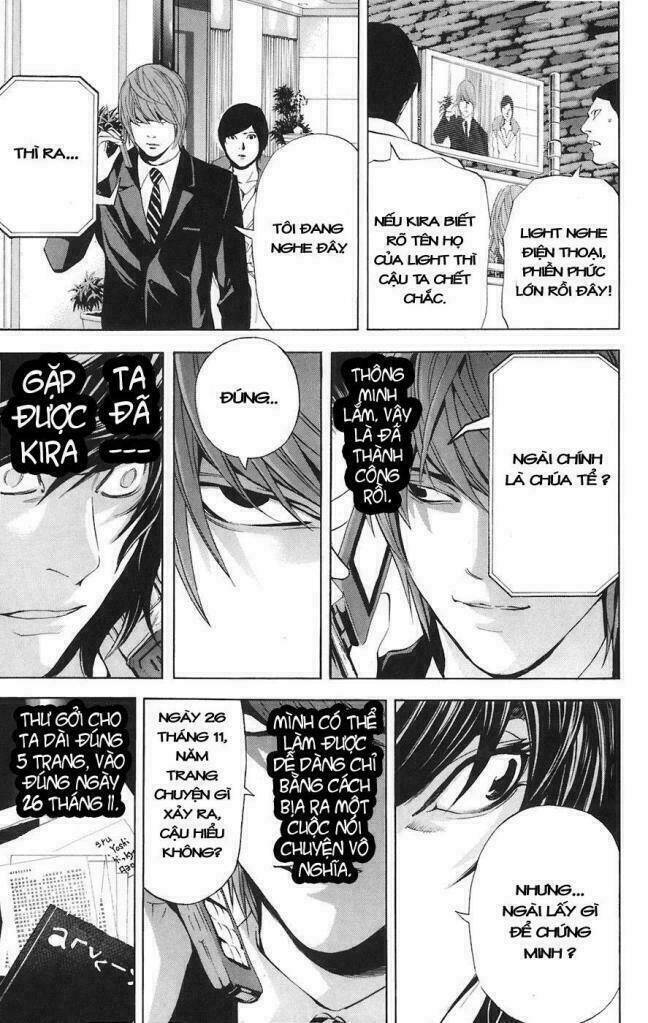 LIGHT NGHE
ĐIỆN THOẠI,
PHIỀN PHỨC
LỚN RỒI ĐÂY!
NẾU KIRA BIẾT
RÕ TÊN HỌ
CỦA LIGHT THÌ
CẬU TA CHẾT
CHẮC.
TÔI ĐANG
NGHE ĐÂY
THÌ RA...
NGÀI CHÍNH
LÀ CHÚA TỂ ?
THÔNG
MINH
LẮM, VẬY
LÀ ĐÃ
THÀNH
CÔNG
RỒI.
ĐÚNG..
TA
ĐÃ
---
GẶP
ĐƯỢC
KIRA
NHƯNG...
NGÀI LẤY GÌ
ĐỂ CHỨNG
MINH ?
MÌNH CÓ THỂ
LÀM ĐƯỢC
DỄ DÀNG CHỈ
BẰNG CÁCH
BỊA RA MỘT
CUỘC NÓI
CHUYỆN VÔ
NGHĨA.
NGÀY 26
THÁNG 11,
NĂM
TRANG
CHUYỆN GÌ
XẢY RA,
CẬU HIỂU
KHÔNG?
THƯ GỞI CHO
TA DÀI ĐÚNG
5 TRANG, VÀO
ĐÚNG NGÀY
26 THÁNG 11.